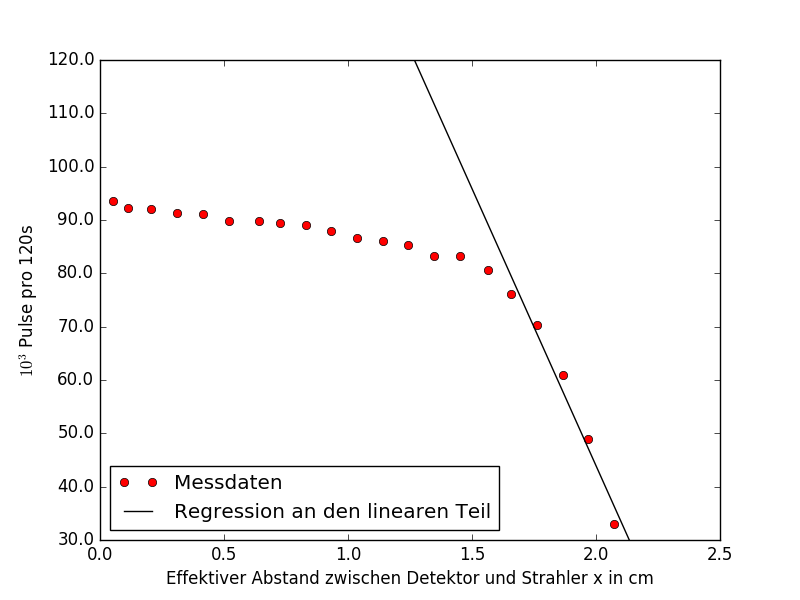 120.0
110.0
100.0
90.0
80.0
70.0
60.0
50.0
40.0
30.0
10³ Pulse pro 120s
Messdaten
Regression an den linearen Teil
0.0 0.5 1.0 1.5 2.0 2.5
Effektiver Abstand zwischen Detektor und Strahler x in cm